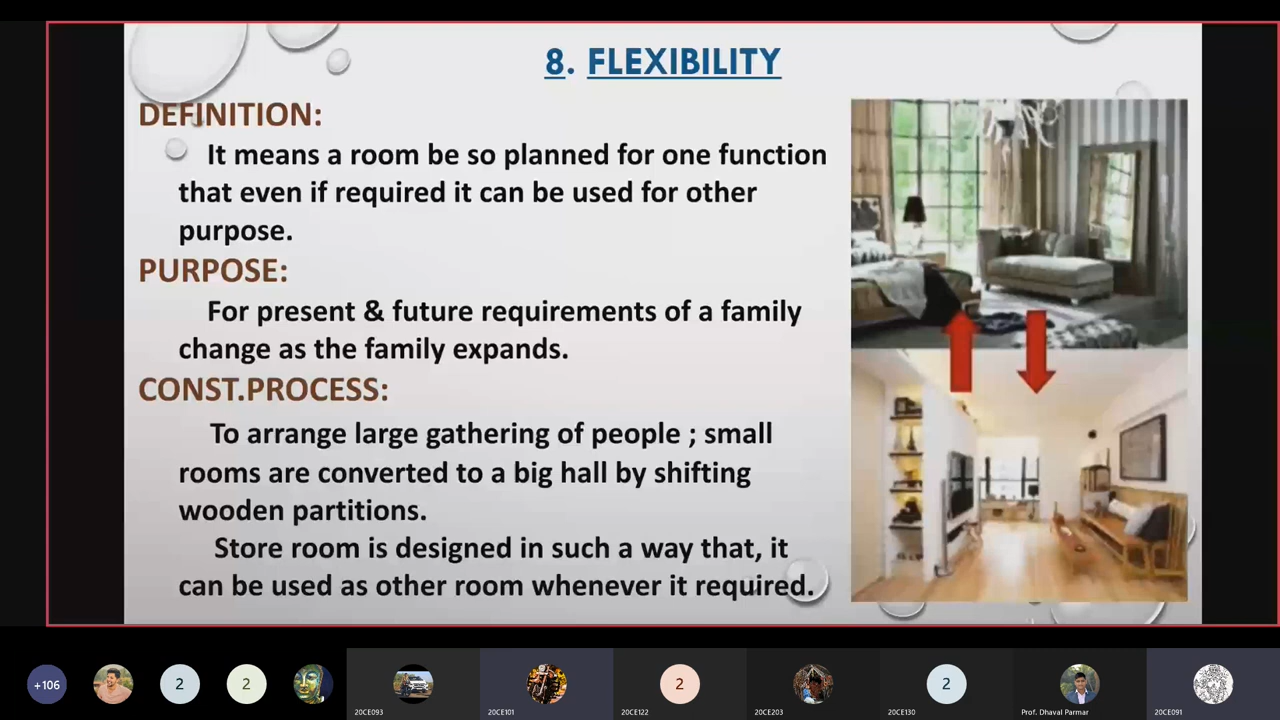 8. FLEXIBILITY
DEFINITION:
It means a room be so planned for one function
that even if required it can be used for other
purpose.
PURPOSE:
For present & future requirements of a family
change as the family expands.
CONST.PROCESS:
To arrange large gathering of people ; small
rooms are converted to a big hall by shifting
wooden partitions.
Store room is designed in such a way that, it
can be used as other room whenever it required.
+106
2
2
2
2
20CE093
20CE101
20CE122
20CE203
20CE130
Prof. Dhaval Parmar
20CE091